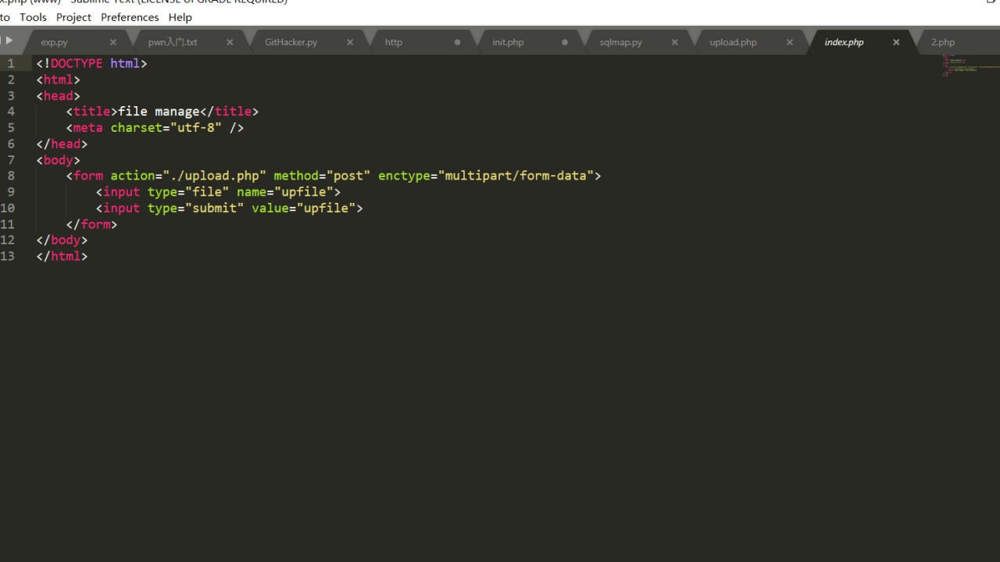 x.php (www) - Sublime Text (LICENSE UPGRADE REQUIRED)
to Tools Project Preferences Help
exp.py pwn入门.txt GitHacker.py http init.php sqlmap.py upload.php index.php 2.php
1 <!DOCTYPE html>
2 <html>
3 <head>
4 <title>file manage</title>
5 <meta charset="utf-8" />
6 </head>
7 <body>
8 <form action="./upload.php" method="post" enctype="multipart/form-data">
9 <input type="file" name="upfile">
10 <input type="submit" value="upfile">
11 </form>
12 </body>
13 </html>